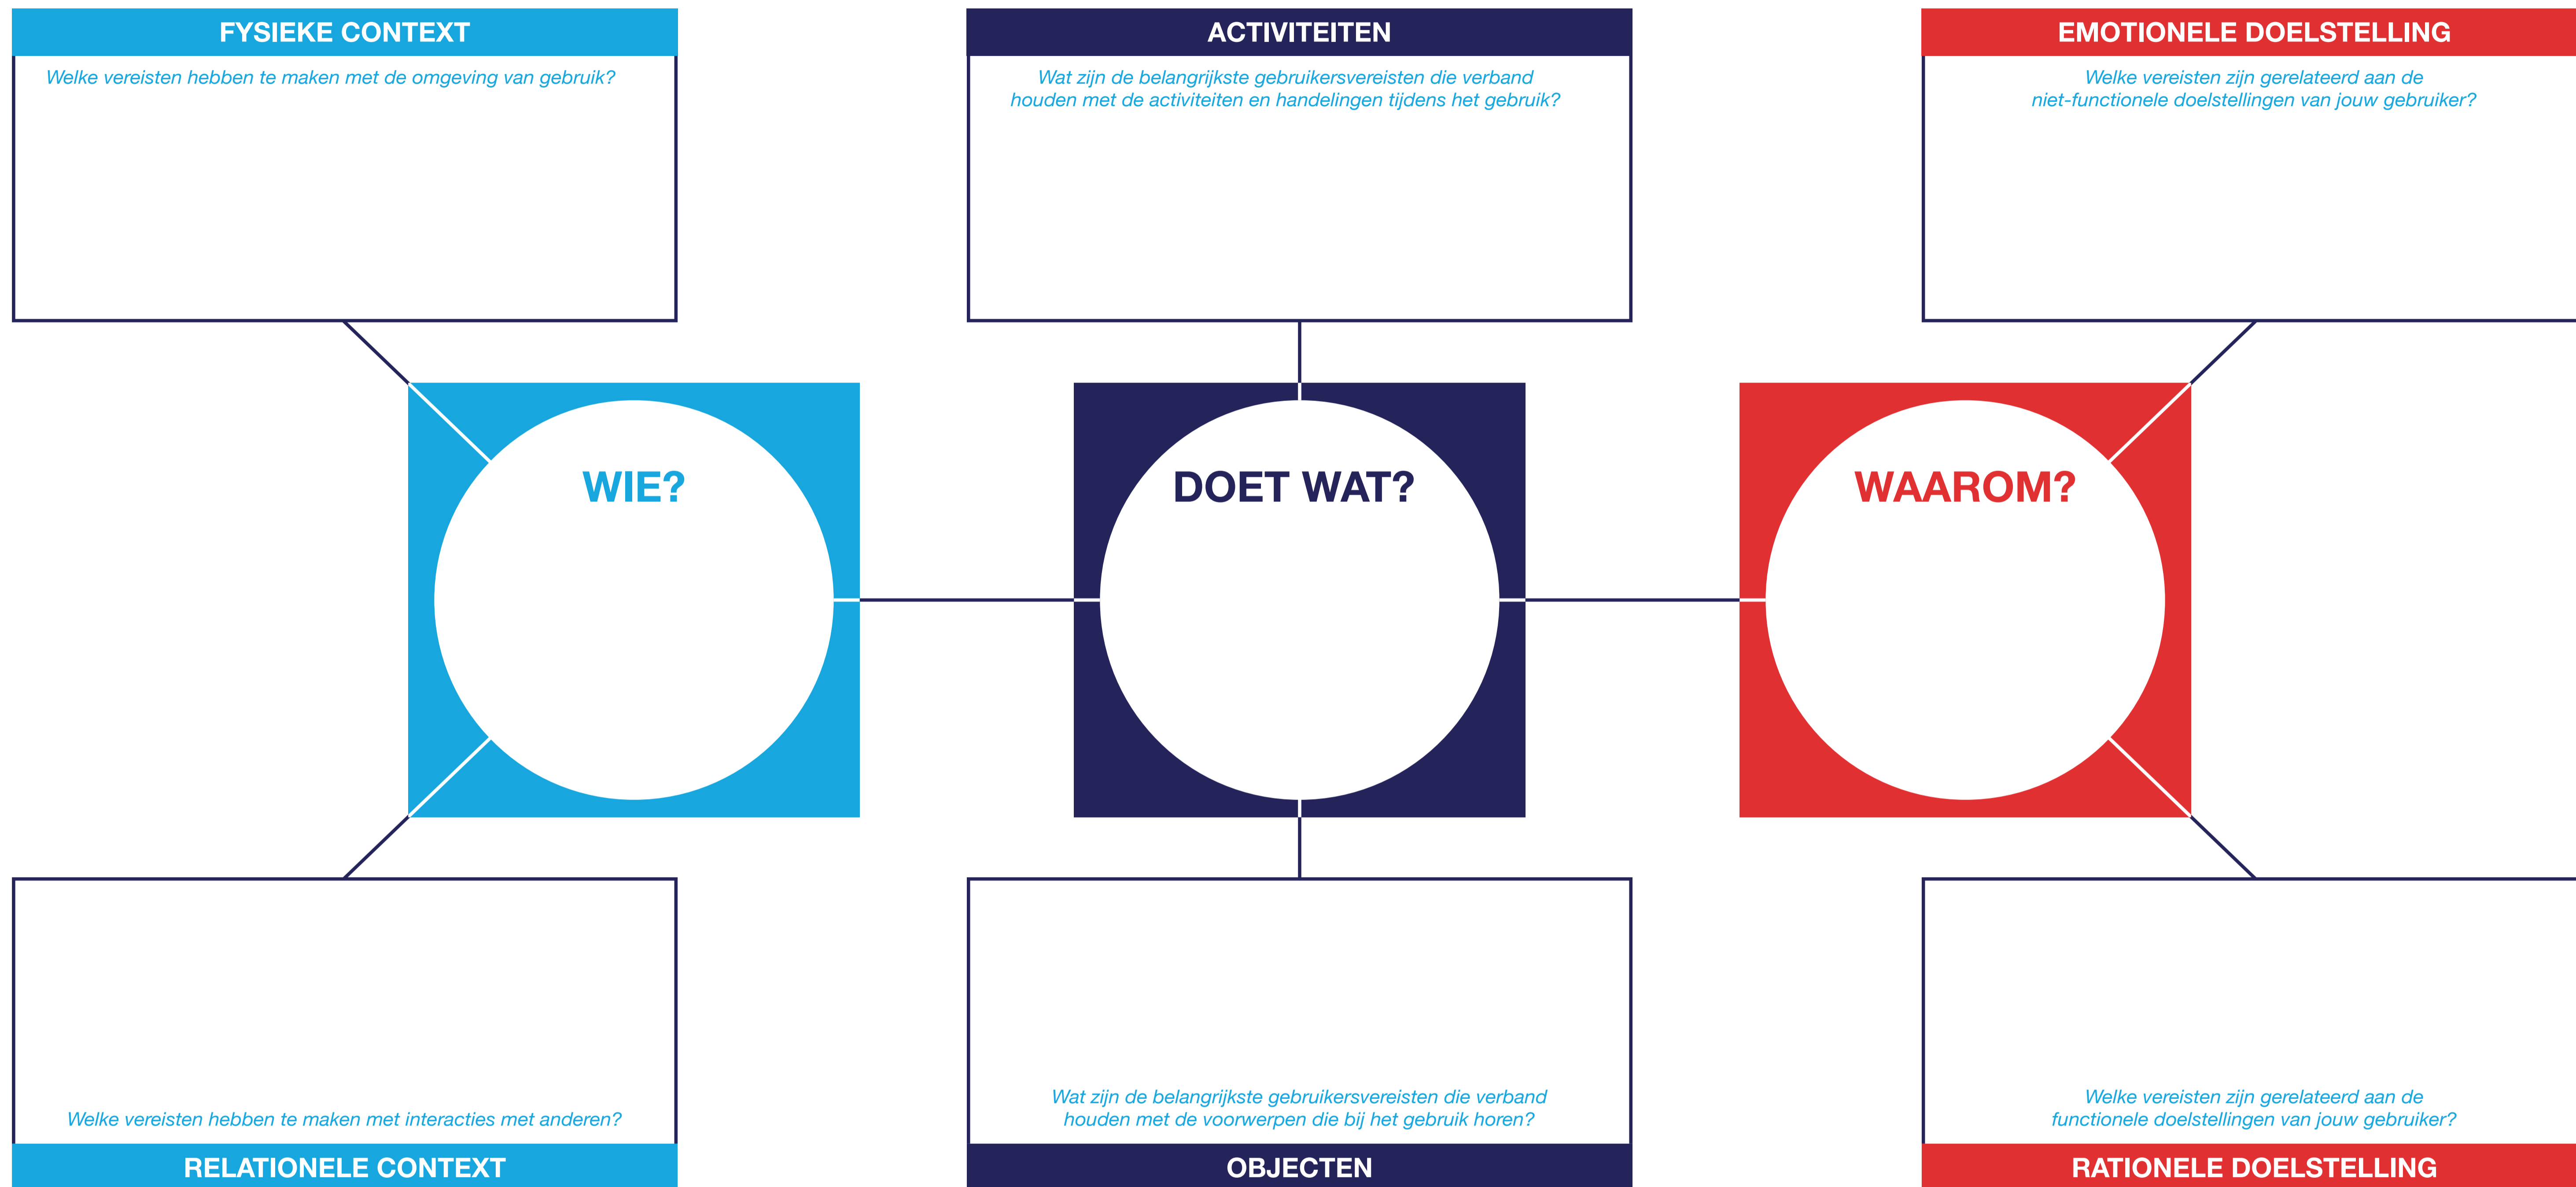 FYSIEKE CONTEXT
Welke vereisten hebben te maken met de omgeving van gebruik?
ACTIVITEITEN
Wat zijn de belangrijkste gebruikersvereisten die verband
houden met de activiteiten en handelingen tijdens het gebruik?
EMOTIONELE DOELSTELLING
Welke vereisten zijn gerelateerd aan de
niet-functionele doelstellingen van jouw gebruiker?
WIE?
DOET WAT?
WAAROM?
Welke vereisten hebben te maken met interacties met anderen?
RELATIONELE CONTEXT
Wat zijn de belangrijkste gebruikersvereisten die verband
houden met de voorwerpen die bij het gebruik horen?
OBJECTEN
Welke vereisten zijn gerelateerd aan de
functionele doelstellingen van jouw gebruiker?
RATIONELE DOELSTELLING